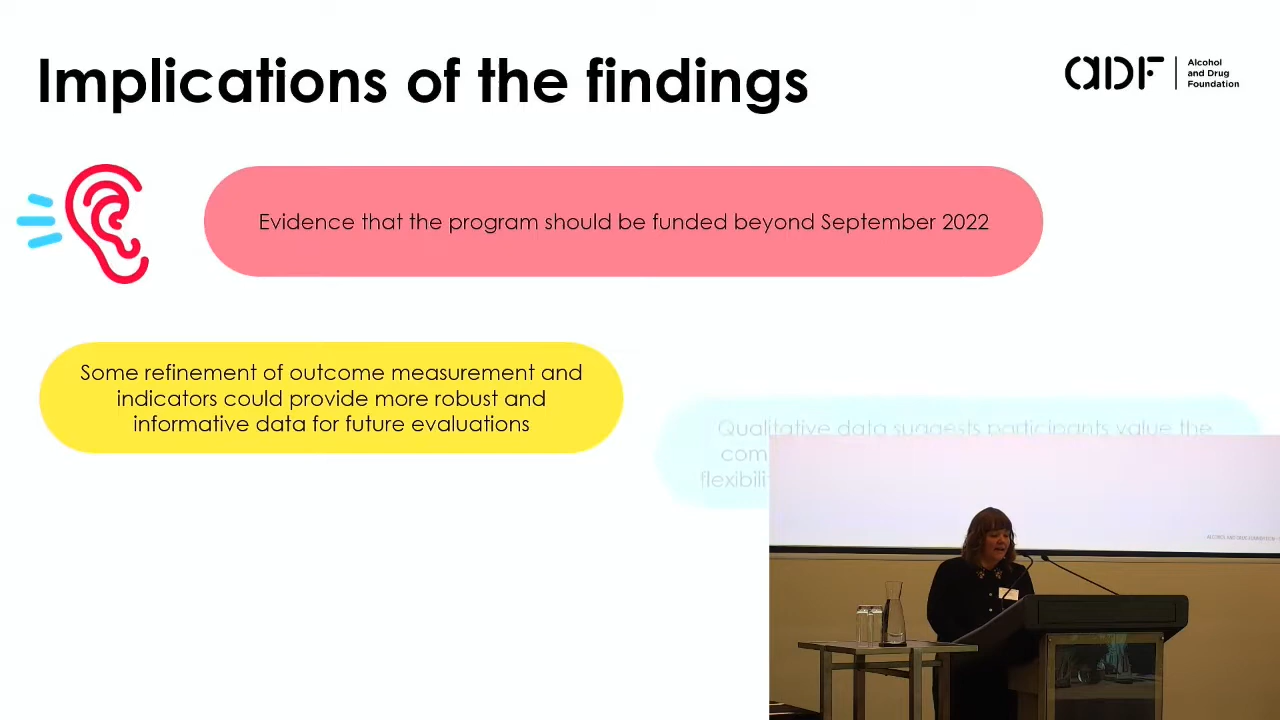 Implications of the findings
aDF
Alcohol
and Drug
Foundation
Evidence that the program should be funded beyond September 2022
Some refinement of outcome measurement and
indicators could provide more robust and
informative data for future evaluations
Qualitative data suggests participants value the